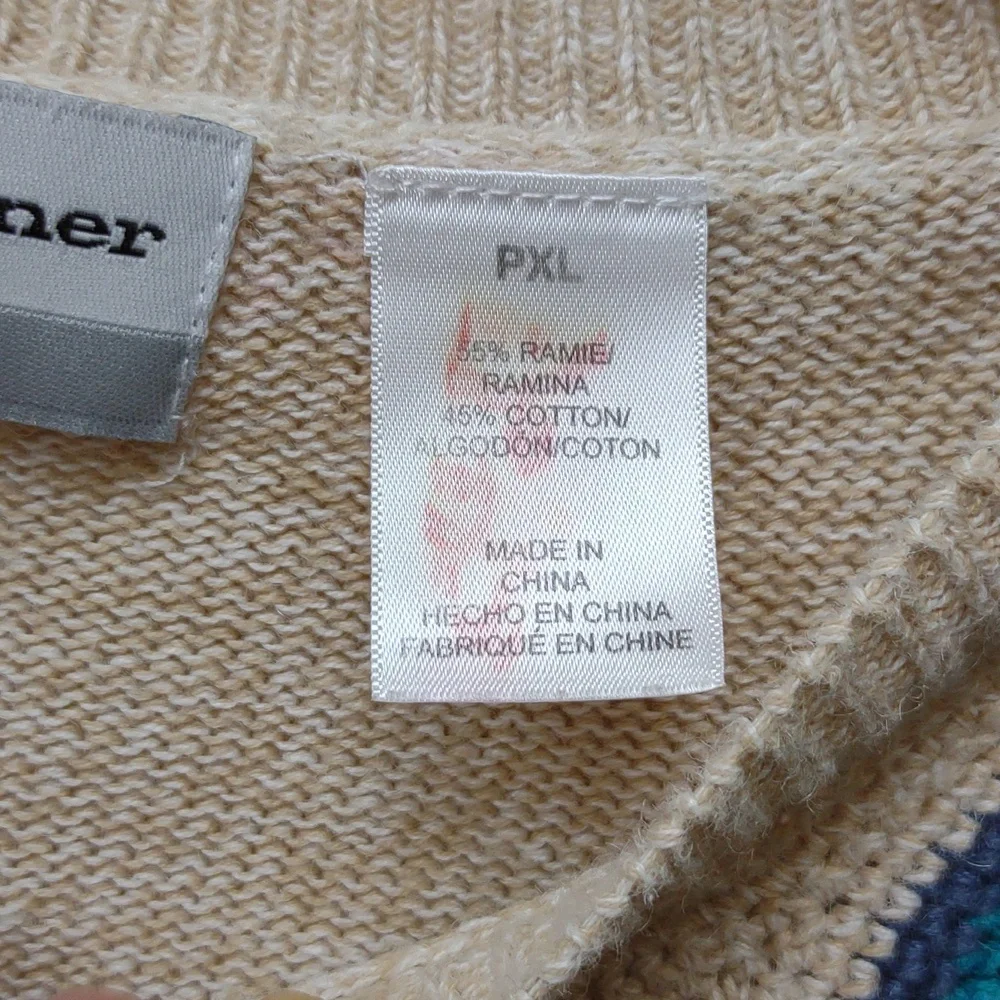 ner
PXL
55% RAMIE/
RAMINA
45% COTTON/
ALGODÓN/COTON
MADE IN
CHINA
HECHO EN CHINA
FABRIQUÉ EN CHINE